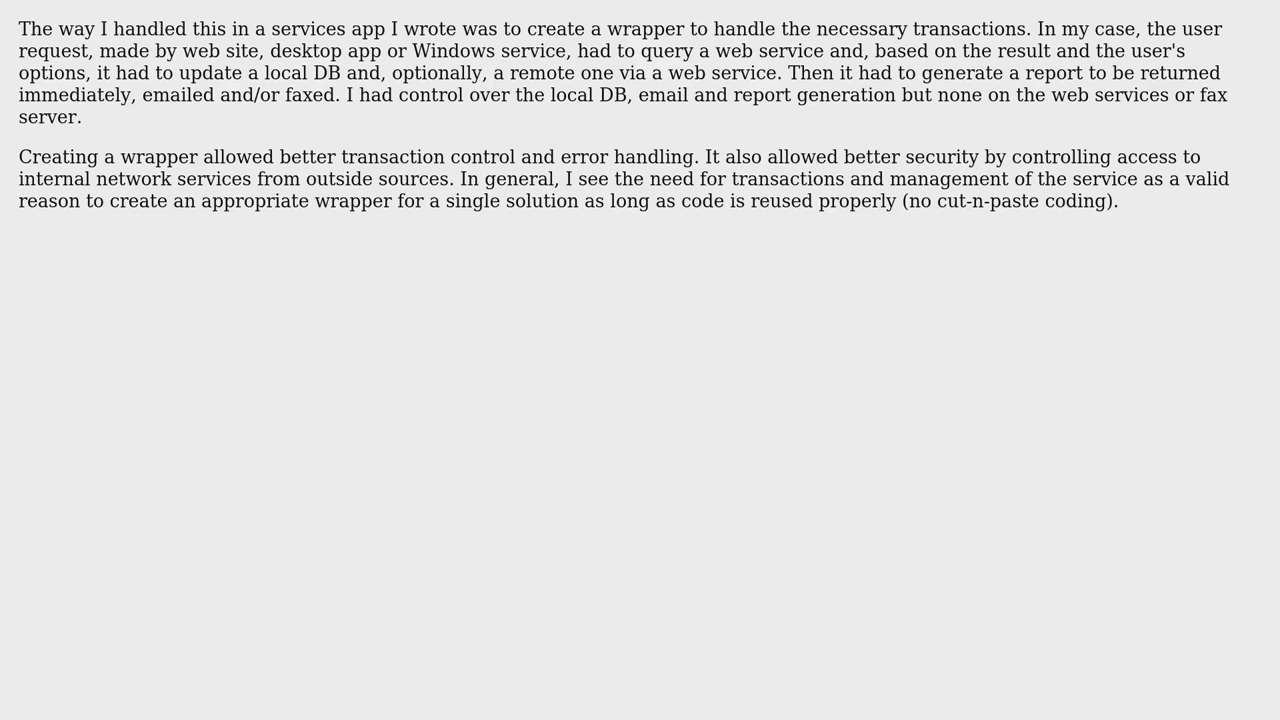 The way I handled this in a services app I wrote was to create a wrapper to handle the necessary transactions. In my case, the user
request, made by web site, desktop app or Windows service, had to query a web service and, based on the result and the user's
options, it had to update a local DB and, optionally, a remote one via a web service. Then it had to generate a report to be returned
immediately, emailed and/or faxed. I had control over the local DB, email and report generation but none on the web services or fax
server.
Creating a wrapper allowed better transaction control and error handling. It also allowed better security by controlling access to
internal network services from outside sources. In general, I see the need for transactions and management of the service as a valid
reason to create an appropriate wrapper for a single solution as long as code is reused properly (no cut-n-paste coding).